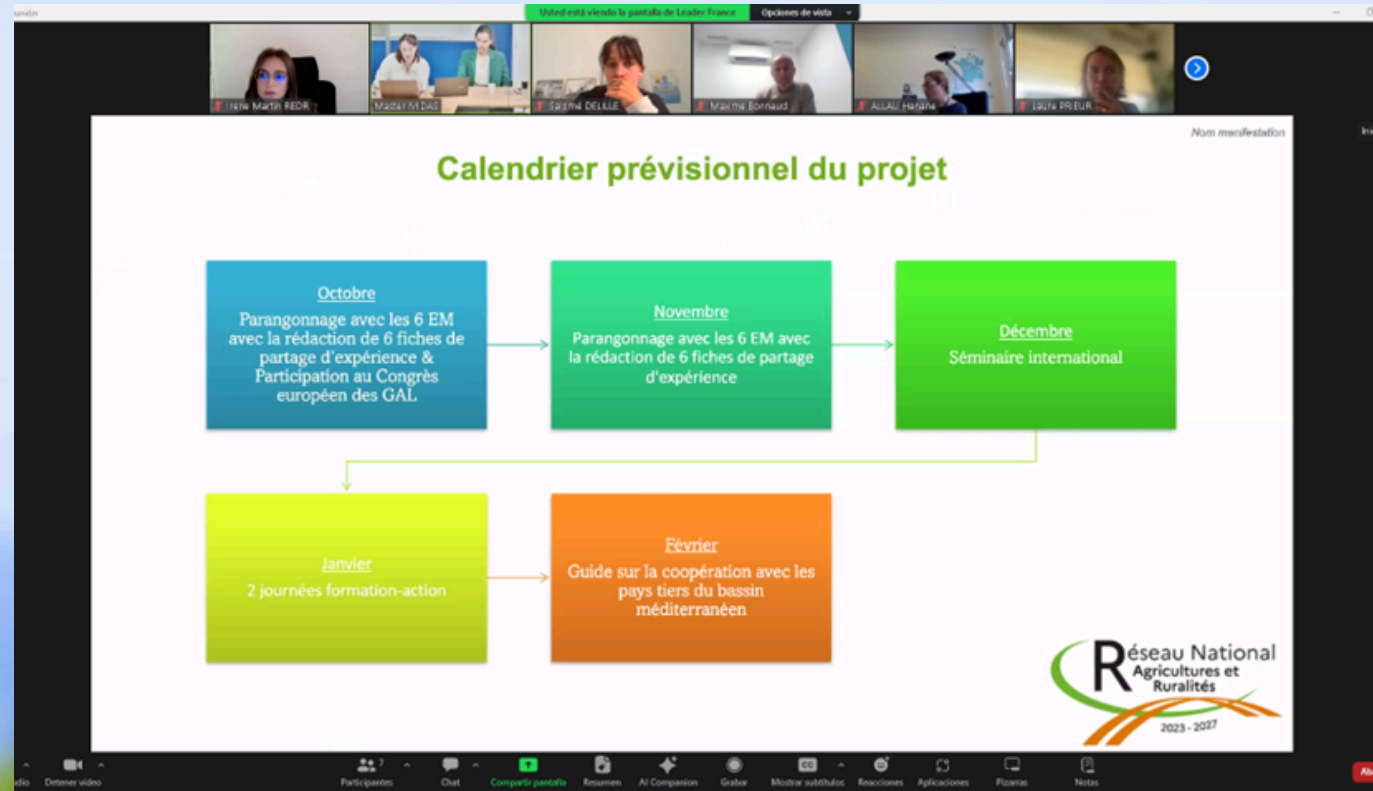 Usted está viendo la pantalla de Leader France
Opciones de vista
Irene Martin REDR
Master MIDAS
Salomé DELILLE
Maxime Bonnaud
ALLAU Hanane
Laure PRIEUR
Nom manifestation
Calendrier prévisionnel du projet
Octobre
Parangonnage avec les 6 EM
avec la rédaction de 6 fiches de
partage d'expérience &
Participation au Congrès
européen des GAL
Novembre
Parangonnage avec les 6 EM avec
la rédaction de 6 fiches de partage
d'expérience
Décembre
Séminaire international
Janvier
2 journées formation-action
Février
Guide sur la coopération avec les
pays tiers du bassin
méditerranéen
Réseau National
Agricultures et
Ruralités
2023 - 2027
Detener video
7
Participantes
Chat
Compartir pantalla
Resumen
AI Companion
Grabar
CC
Mostrar subtítulos
Reacciones
Aplicaciones
Pizarras
Notas